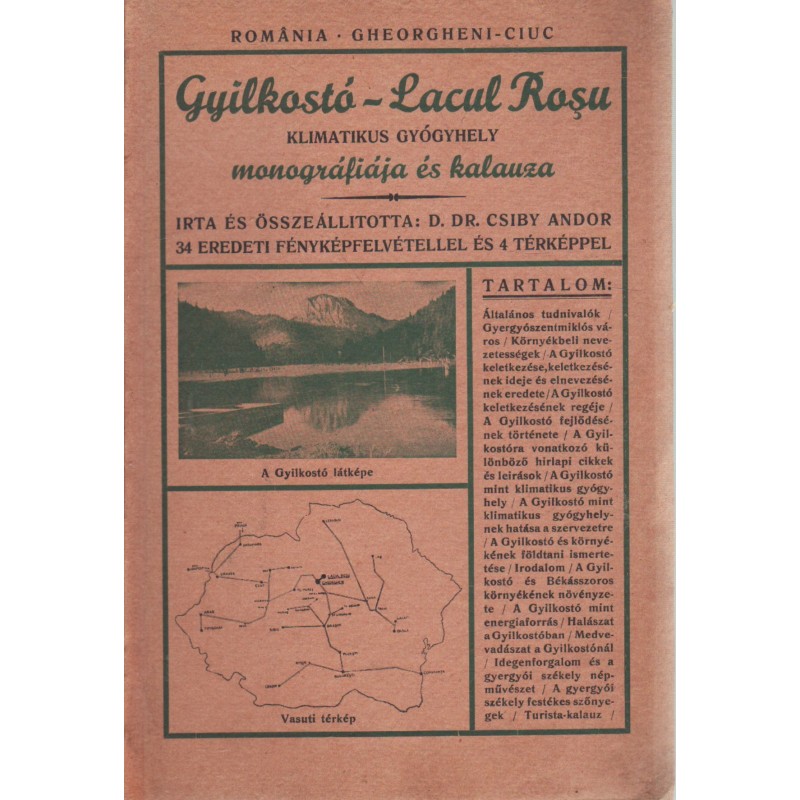 ROMÂNIA · GHEORGHENI-CIUC
Gyilkostó - Lacul Roşu
KLIMATIKUS GYÓGYHELY
monográfiája és kalauza
IRTA ÉS ÖSSZEÁLLITOTTA: D. DR. CSIBY ANDOR
34 EREDETI FÉNYKÉPFELVÉTELLEL ÉS 4 TÉRKÉPPEL
A Gyilkostó látképe
Vasuti térkép
TARTALOM:
Általános tudnivalók /
Gyergyószentmiklós vá-
ros / Környékbeli neve-
zetességek / A Gyilkostó
keletkezése, keletkezésé-
nek ideje és elnevezésé-
nek eredete / A Gyilkostó
keletkezésének regéje /
A Gyilkostó fejlődésé-
nek története / A Gyil-
kostóra vonatkozó kü-
lönböző hirlapi cikkek
és leirások / A Gyilkostó
mint klimatikus gyógy-
hely / A Gyilkostó mint
klimatikus gyógyhely-
nek hatása a szervezetre
/ A Gyilkostó és környé-
kének földtani ismerte-
tése / Irodalom / A Gyil-
kostó és Békásszoros
környékének növényze-
te / A Gyilkostó mint
energiaforrás / Halászat
a Gyilkostóban / Medve-
vadászat a Gyilkostónál
/ Idegenforgalom és a
gyergyói székely nép-
művészet / A gyergyói
székely festékes szőnye-
gek / Turista-kalauz /